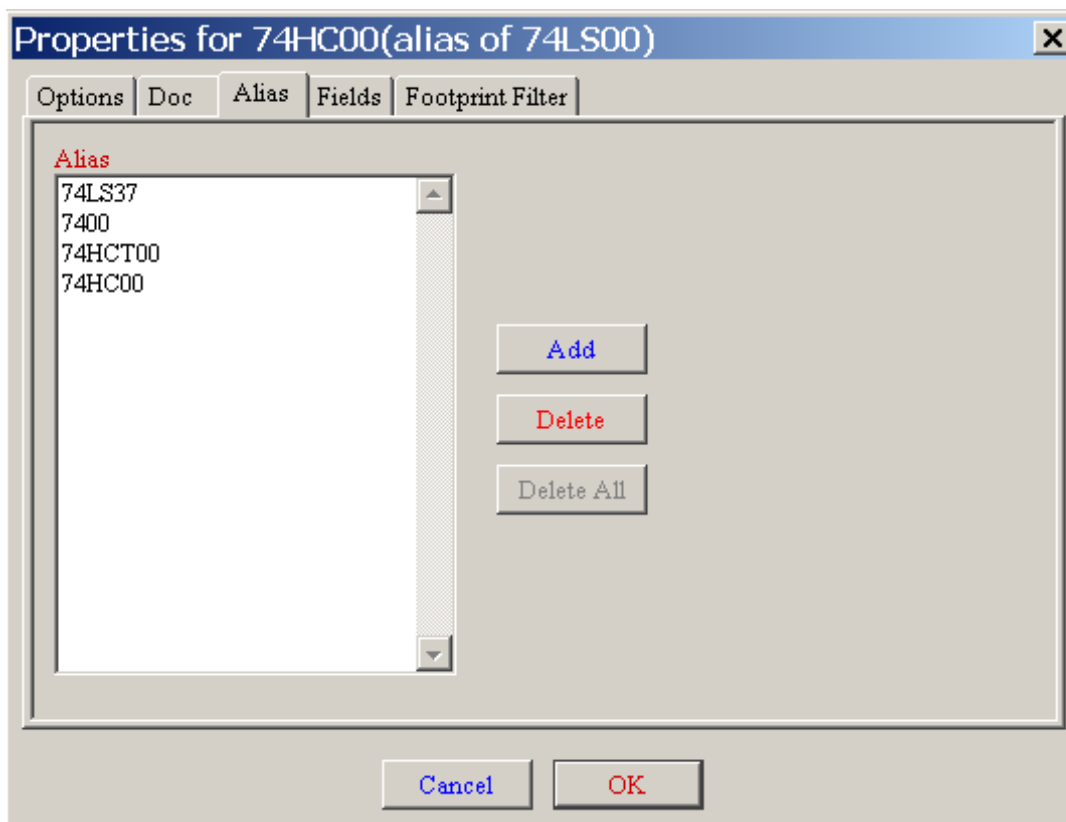 Properties for 74HC00(alias of 74LS00)
Options Doc Alias Fields Footprint Filter
Alias
74LS37
7400
74HCT00
74HC00
Add
Delete
Delete All
Cancel OK